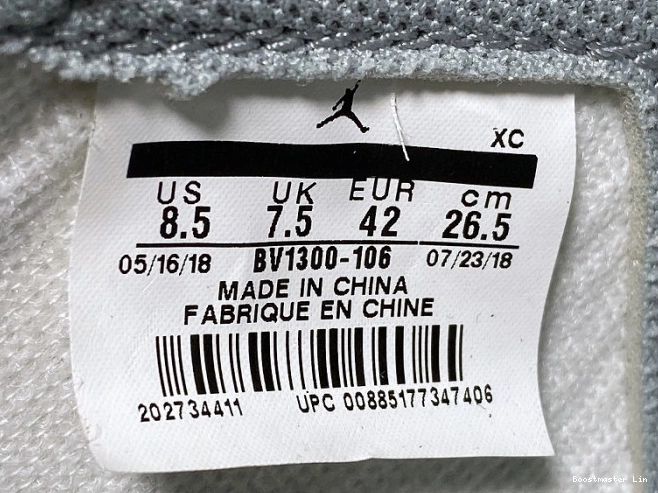 XC
US UK EUR cm
8.5 7.5 42 26.5
05/16/18 BV1300-106 07/23/18
MADE IN CHINA
FABRIQUE EN CHINE
202734411 UPC 00885177347406
Boostmaster Lin